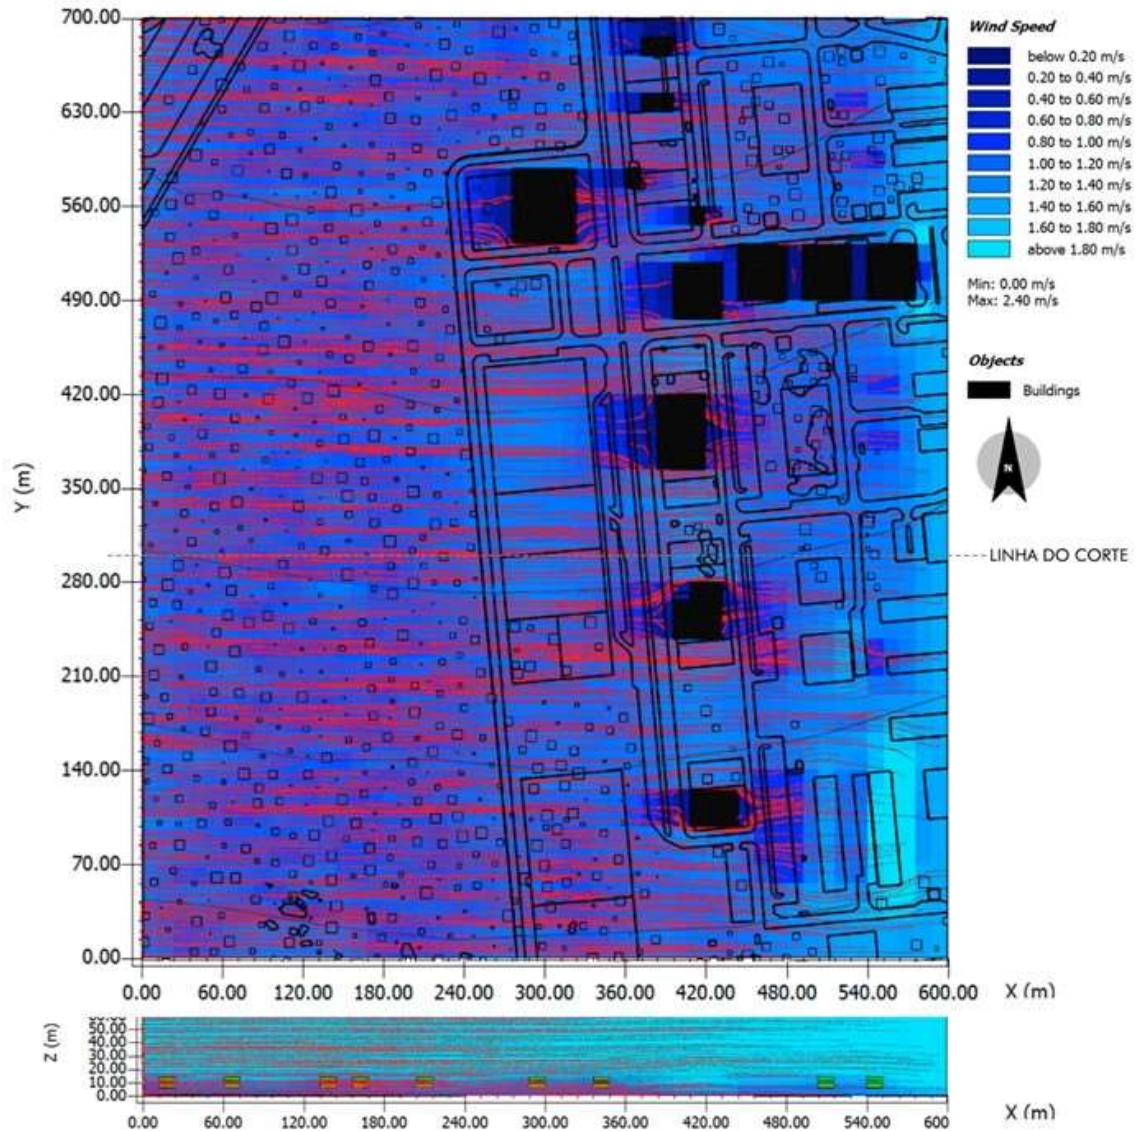 Wind Speed
below 0.20 m/s
0.20 to 0.40 m/s
0.40 to 0.60 m/s
0.60 to 0.80 m/s
0.80 to 1.00 m/s
1.00 to 1.20 m/s
1.20 to 1.40 m/s
1.40 to 1.60 m/s
1.60 to 1.80 m/s
above 1.80 m/s
Min: 0.00 m/s
Max: 2.40 m/s
Objects
Buildings
N
LINHA DO CORTE
Y (m)
700.00
630.00
560.00
490.00
420.00
350.00
280.00
210.00
140.00
70.00
0.00
0.00 60.00 120.00 180.00 240.00 300.00 360.00 420.00 480.00 540.00 600.00 X (m)
Z (m)
50.00
40.00
30.00
20.00
10.00
0.00
0.00 60.00 120.00 180.00 240.00 300.00 360.00 420.00 480.00 540.00 600 X (m)